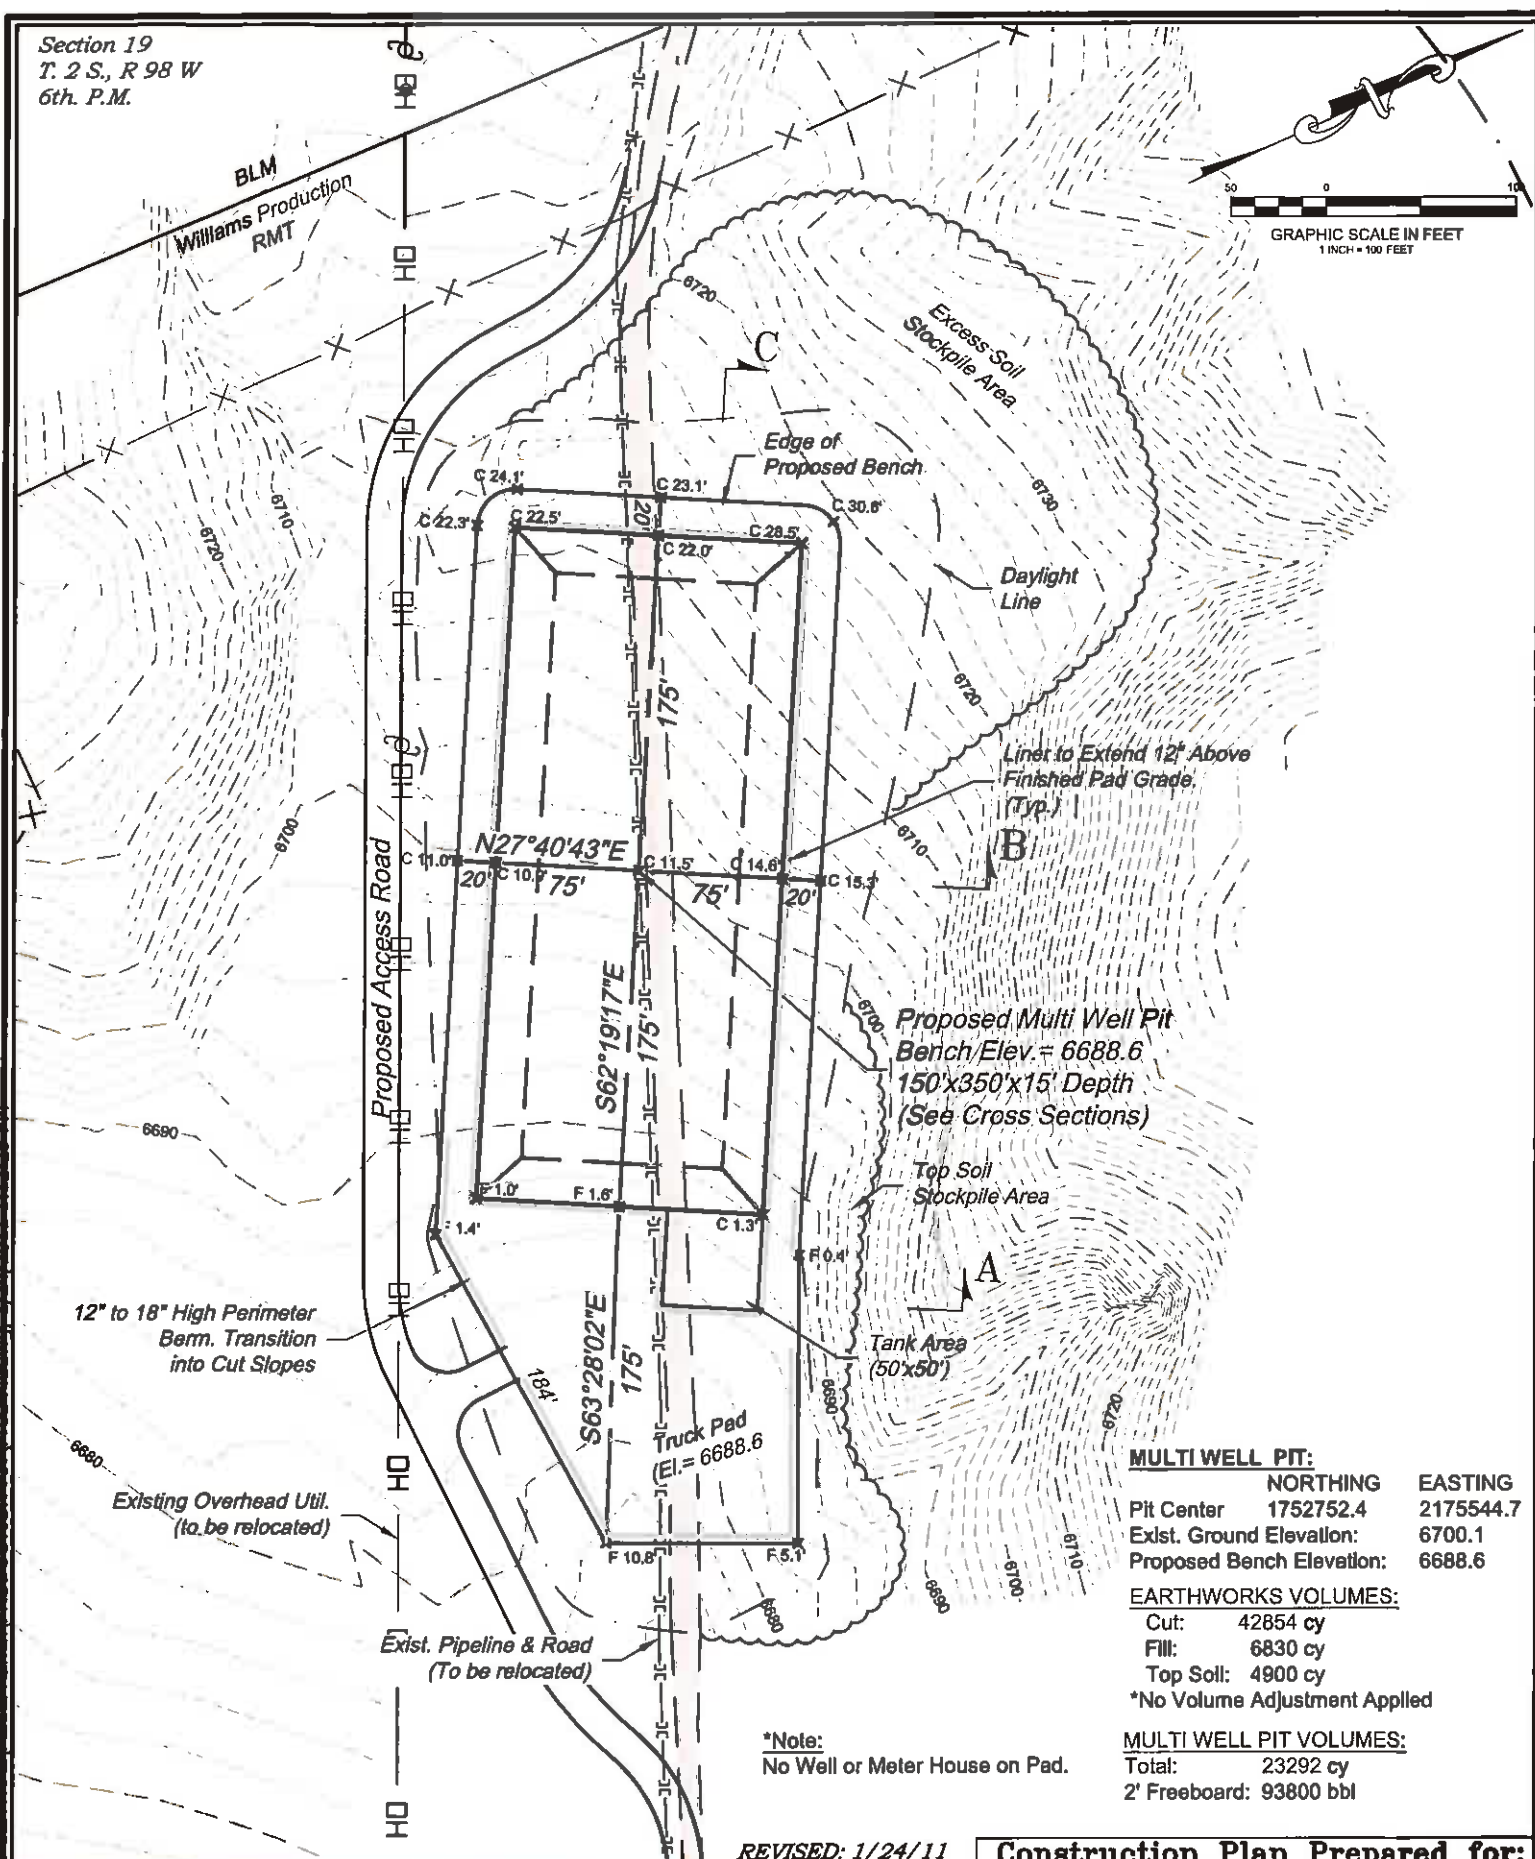 Section 19
T. 2 S., R 98 W
6th. P.M.
BLM
Williams Production
RMT
50 0
GRAPHIC SCALE IN FEET
1 INCH = 100 FEET
6720
Excess Soil
Stockpile Area
C
Edge of
Proposed Bench
6730
C 24.1'
C 23.1'
C 30.6'
C 22.3'
C 22.5'
20'
C 28.5'
C 22.0'
6710
6720
Daylight
Line
6720
175'
Liner to Extend 12" Above
Finished Pad Grade.
(Typ.)
6700
6710
B
N27°40'43"E
C 11.0'
C 11.5'
C 14.6'
C 15.3'
20'
75'
75'
20'
Proposed Access Road
S62°19'17"E
175'
6700
Proposed Multi Well Pit
Bench Elev.= 6688.6
150'x350'x15' Depth
(See Cross Sections)
6690
Top Soil
Stockpile Area
F 1.0'
F 1.6'
C 1.3'
1.4'
F 0.4'
A
12" to 18" High Perimeter
Berm. Transition
into Cut Slopes
S63°28'02"E
175'
Tank Area
(50'x50')
184'
6690
6720
Truck Pad
(El.= 6688.6
6680
Existing Overhead Util.
(to be relocated)
OH
F 10.8'
F 5.1'
6710
6700
6690
6680
Exist. Pipeline & Road
(To be relocated)
OH
MULTI WELL PIT:
NORTHING EASTING
Pit Center 1752752.4 2175544.7
Exist. Ground Elevation: 6700.1
Proposed Bench Elevation: 6688.6
EARTHWORKS VOLUMES:
Cut: 42854 cy
Fill: 6830 cy
Top Soil: 4900 cy
*No Volume Adjustment Applied
MULTI WELL PIT VOLUMES:
Total: 23292 cy
2' Freeboard: 93800 bbl
*Note:
No Well or Meter House on Pad.
REVISED: 1/24/11
Construction Plan Prepared for: